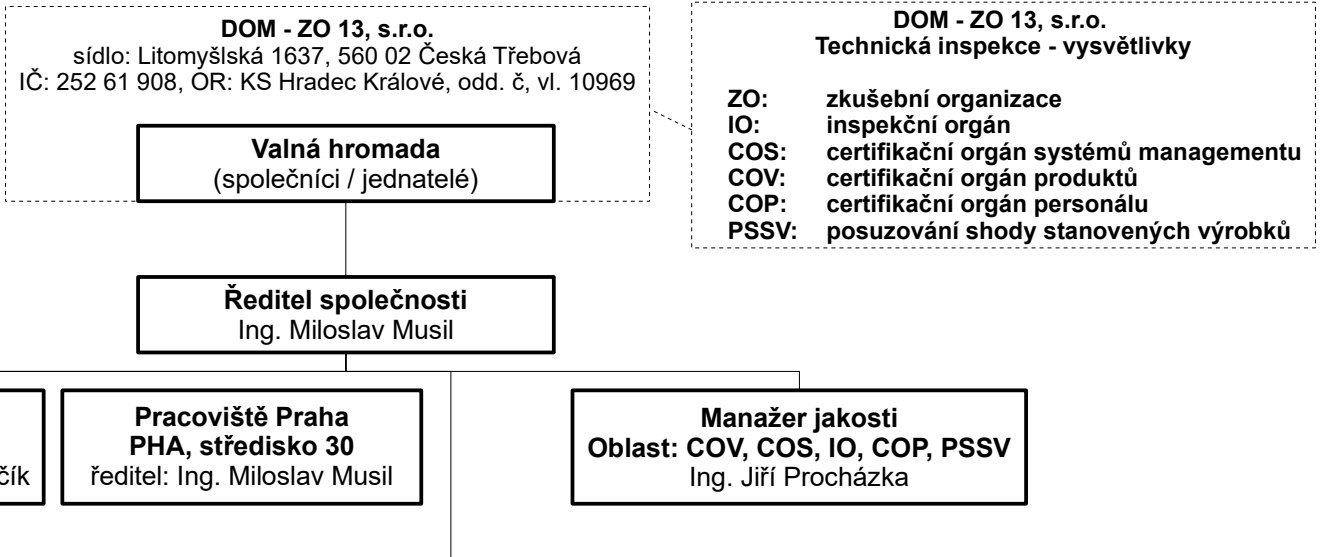 DOM - ZO 13, s.r.o.
sídlo: Litomyšlská 1637, 560 02 Česká Třebová
IČ: 252 61 908, OR: KS Hradec Králové, odd. č, vl. 10969
Valná hromada
(společníci / jednatelé)
DOM - ZO 13, s.r.o.
Technická inspekce - vysvětlivky
ZO: zkušební organizace
IO: inspekční orgán
COS: certifikační orgán systémů managementu
COV: certifikační orgán produktů
COP: certifikační orgán personálu
PSSV: posuzování shody stanovených výrobků
Ředitel společnosti
Ing. Miloslav Musil
čík
Pracoviště Praha
PHA, středisko 30
ředitel: Ing. Miloslav Musil
Manažer jakosti
Oblast: COV, COS, IO, COP, PSSV
Ing. Jiří Procházka